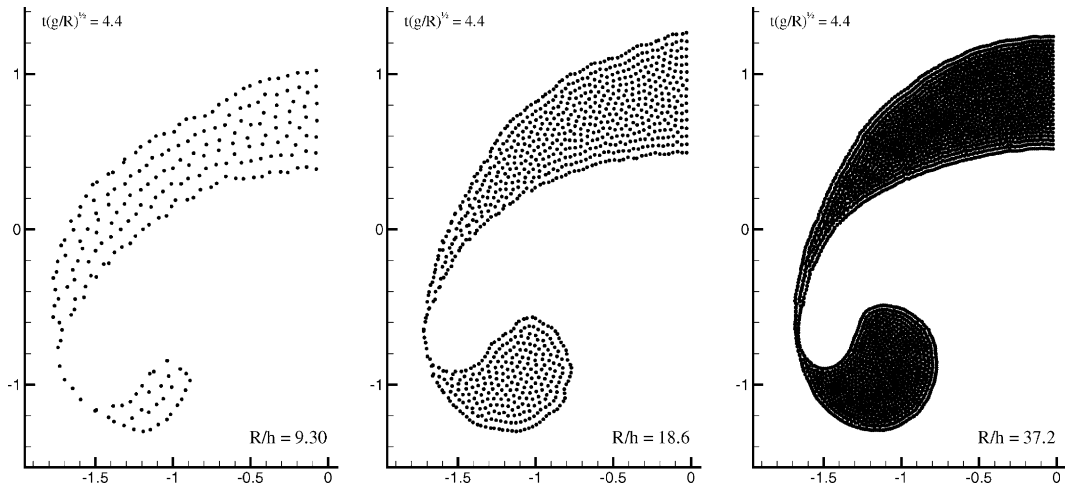 t(g/R)^½ = 4.4
1
0
-1
R/h = 9.30
-1.5 -1 -0.5 0
t(g/R)^½ = 4.4
1
0
-1
R/h = 18.6
-1.5 -1 -0.5 0
t(g/R)^½ = 4.4
1
0
-1
R/h = 37.2
-1.5 -1 -0.5 0